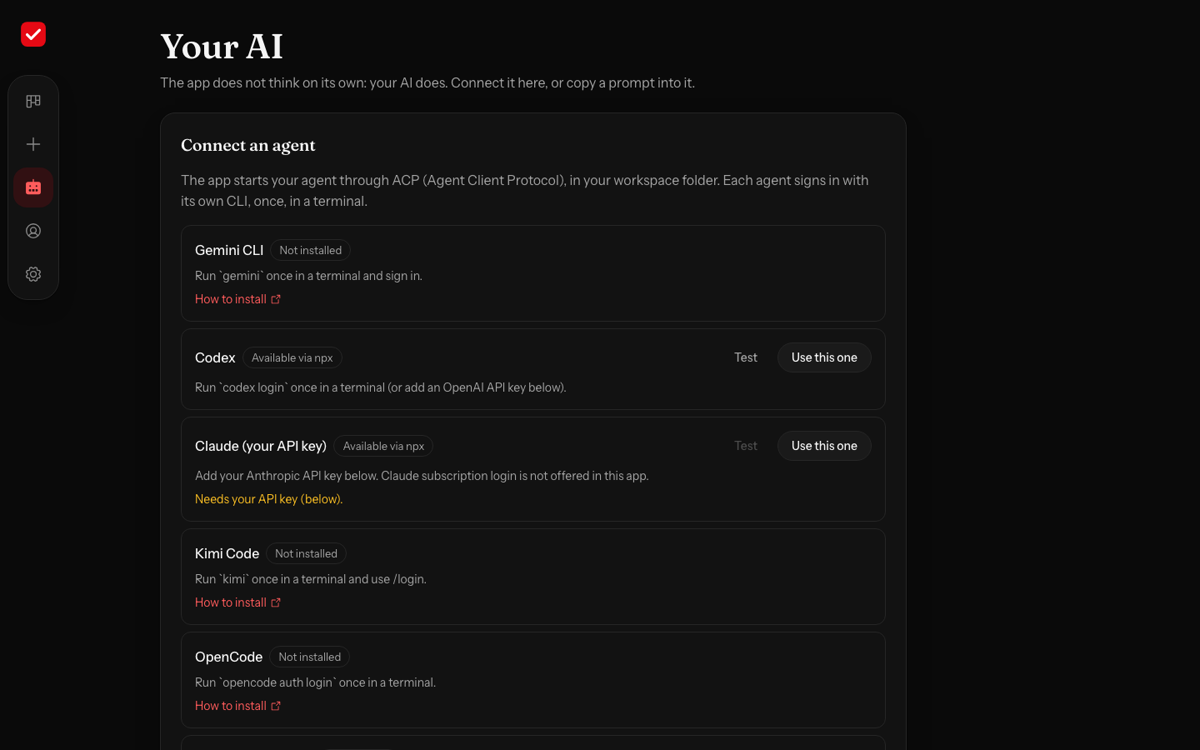 Your AI
The app does not think on its own: your AI does. Connect it here, or copy a prompt into it.
Connect an agent
The app starts your agent through ACP (Agent Client Protocol), in your workspace folder. Each agent signs in with
its own CLI, once, in a terminal.
Gemini CLI Not installed
Run `gemini` once in a terminal and sign in.
How to install
Codex Available via npx Test Use this one
Run `codex login` once in a terminal (or add an OpenAI API key below).
Claude (your API key) Available via npx Test Use this one
Add your Anthropic API key below. Claude subscription login is not offered in this app.
Needs your API key (below).
Kimi Code Not installed
Run `kimi` once in a terminal and use /login.
How to install
OpenCode Not installed
Run `opencode auth login` once in a terminal.
How to install